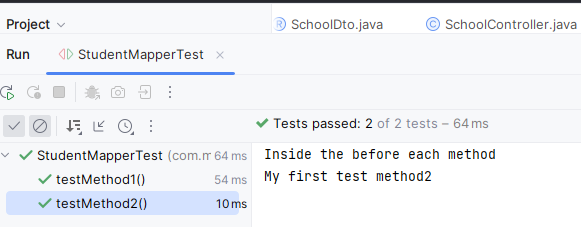 Project
SchoolDto.java
SchoolController.java
Run
StudentMapperTest
Tests passed: 2 of 2 tests – 64 ms
StudentMapperTest (com.m 64 ms
testMethod1() 54 ms
testMethod2() 10 ms
Inside the before each method
My first test method2